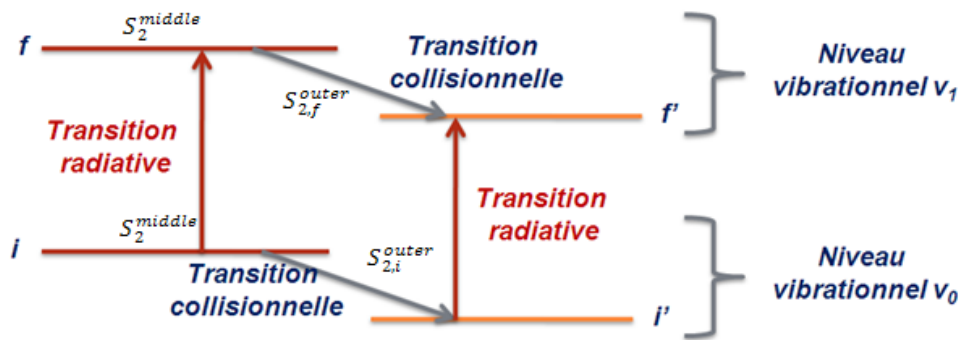 S_2^{middle}
f
Transition
collisionnelle
Niveau
vibrationnel v_1
S_{2,f}^{outer}
f'
Transition
radiative
Transition
radiative
S_2^{middle}
i
S_{2,i}^{outer}
Transition
collisionnelle
Niveau
vibrationnel v_0
i'